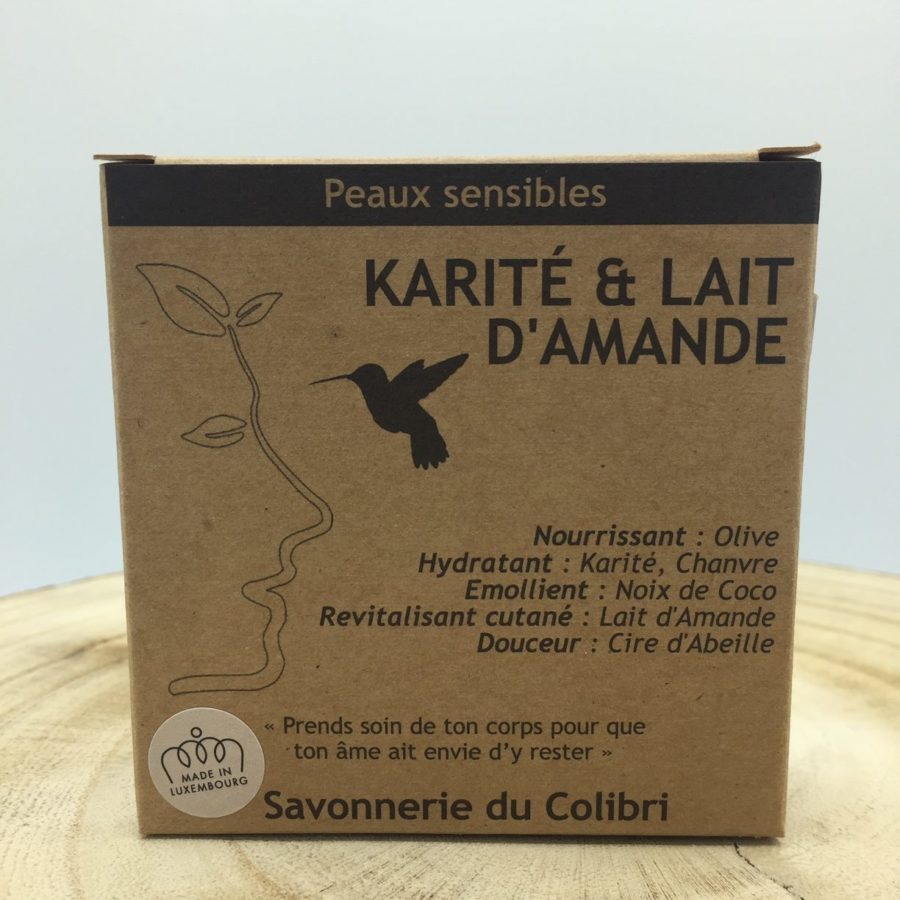 Peaux sensibles
KARITÉ & LAIT
D'AMANDE
Nourrissant : Olive
Hydratant : Karité, Chanvre
Emollient : Noix de Coco
Revitalisant cutané : Lait d'Amande
Douceur : Cire d'Abeille
« Prends soin de ton corps pour que
ton âme ait envie d’y rester »
MADE IN
LUXEMBOURG
Savonnerie du Colibri